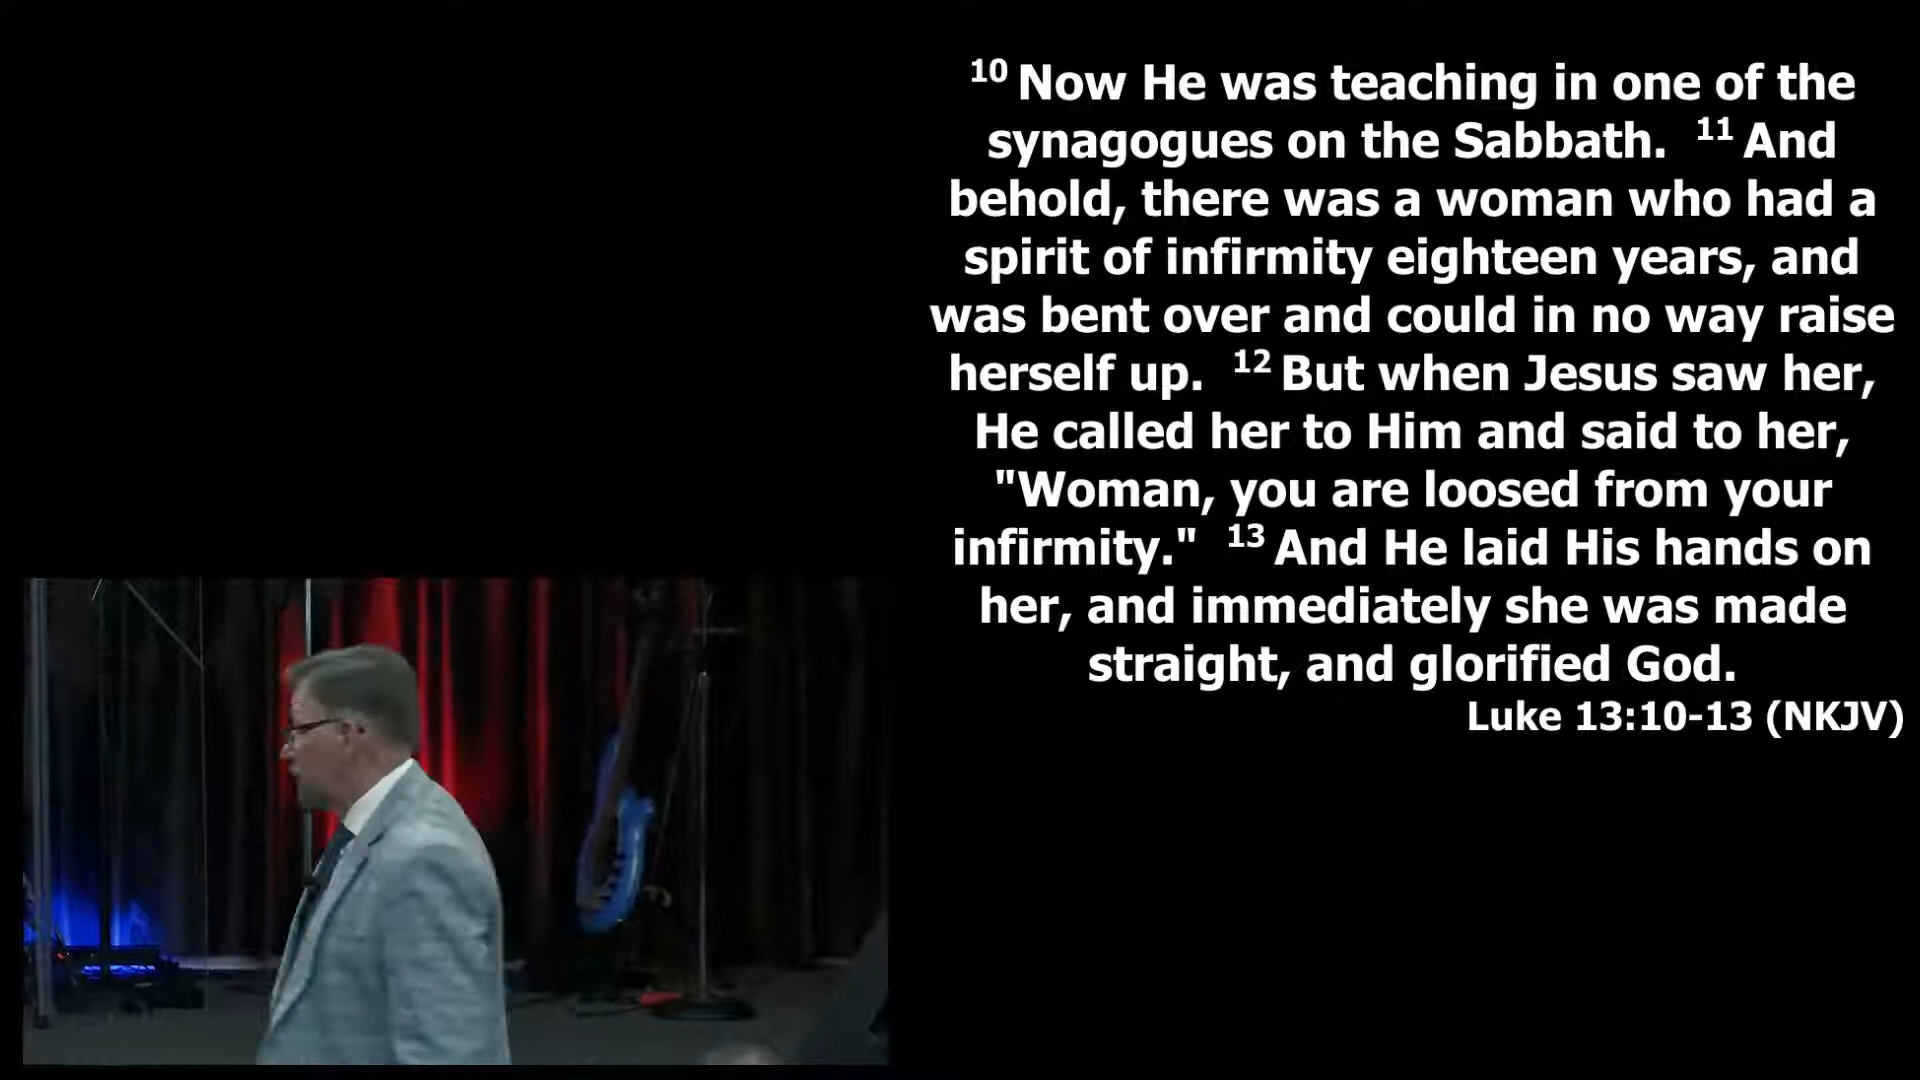 10 Now He was teaching in one of the
synagogues on the Sabbath. 11 And
behold, there was a woman who had a
spirit of infirmity eighteen years, and
was bent over and could in no way raise
herself up. 12 But when Jesus saw her,
He called her to Him and said to her,
"Woman, you are loosed from your
infirmity." 13 And He laid His hands on
her, and immediately she was made
straight, and glorified God.
Luke 13:10-13 (NKJV)